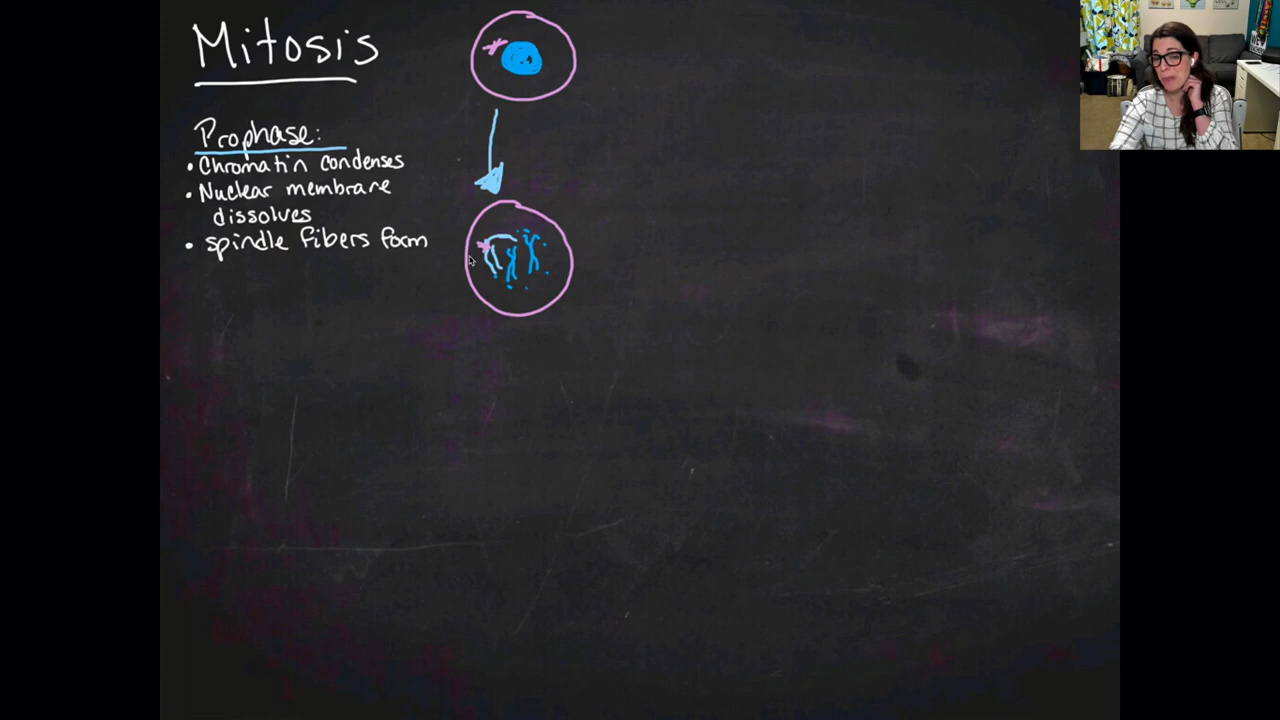 Mitosis
Prophase:
• Chromatin condenses
• Nuclear membrane
dissolves
• spindle fibers form